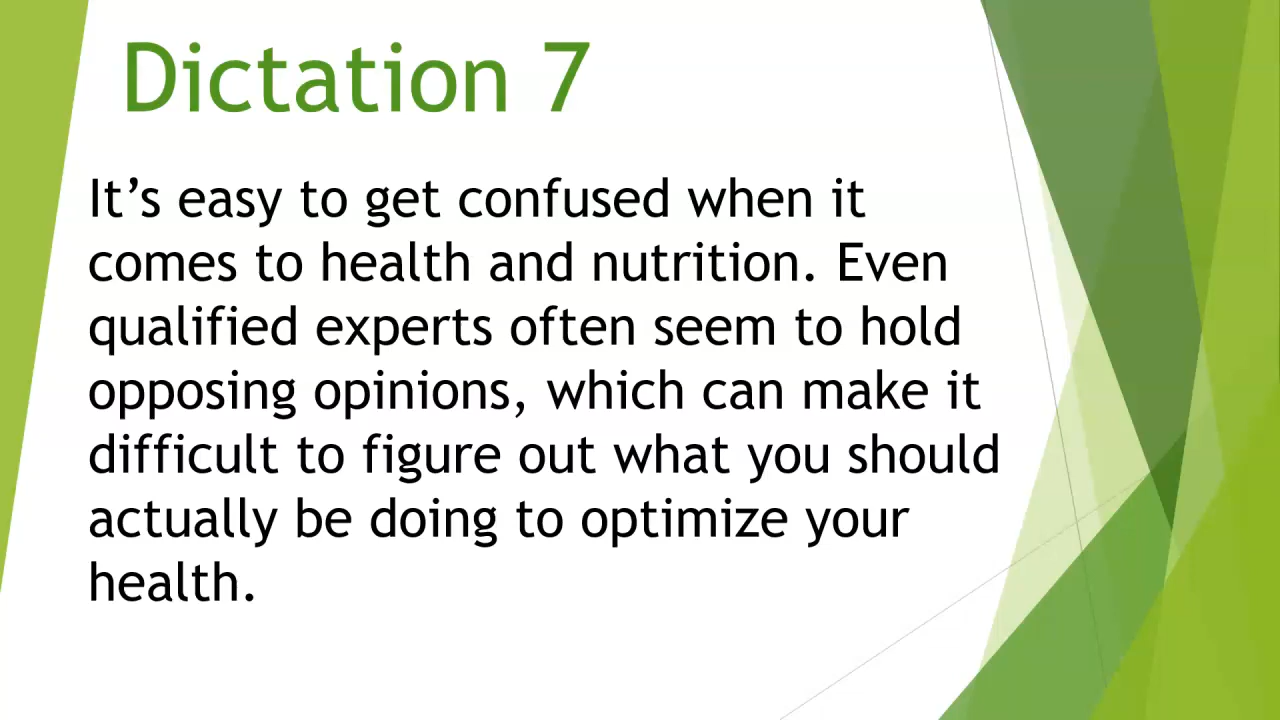 Dictation 7
It’s easy to get confused when it
comes to health and nutrition. Even
qualified experts often seem to hold
opposing opinions, which can make it
difficult to figure out what you should
actually be doing to optimize your
health.